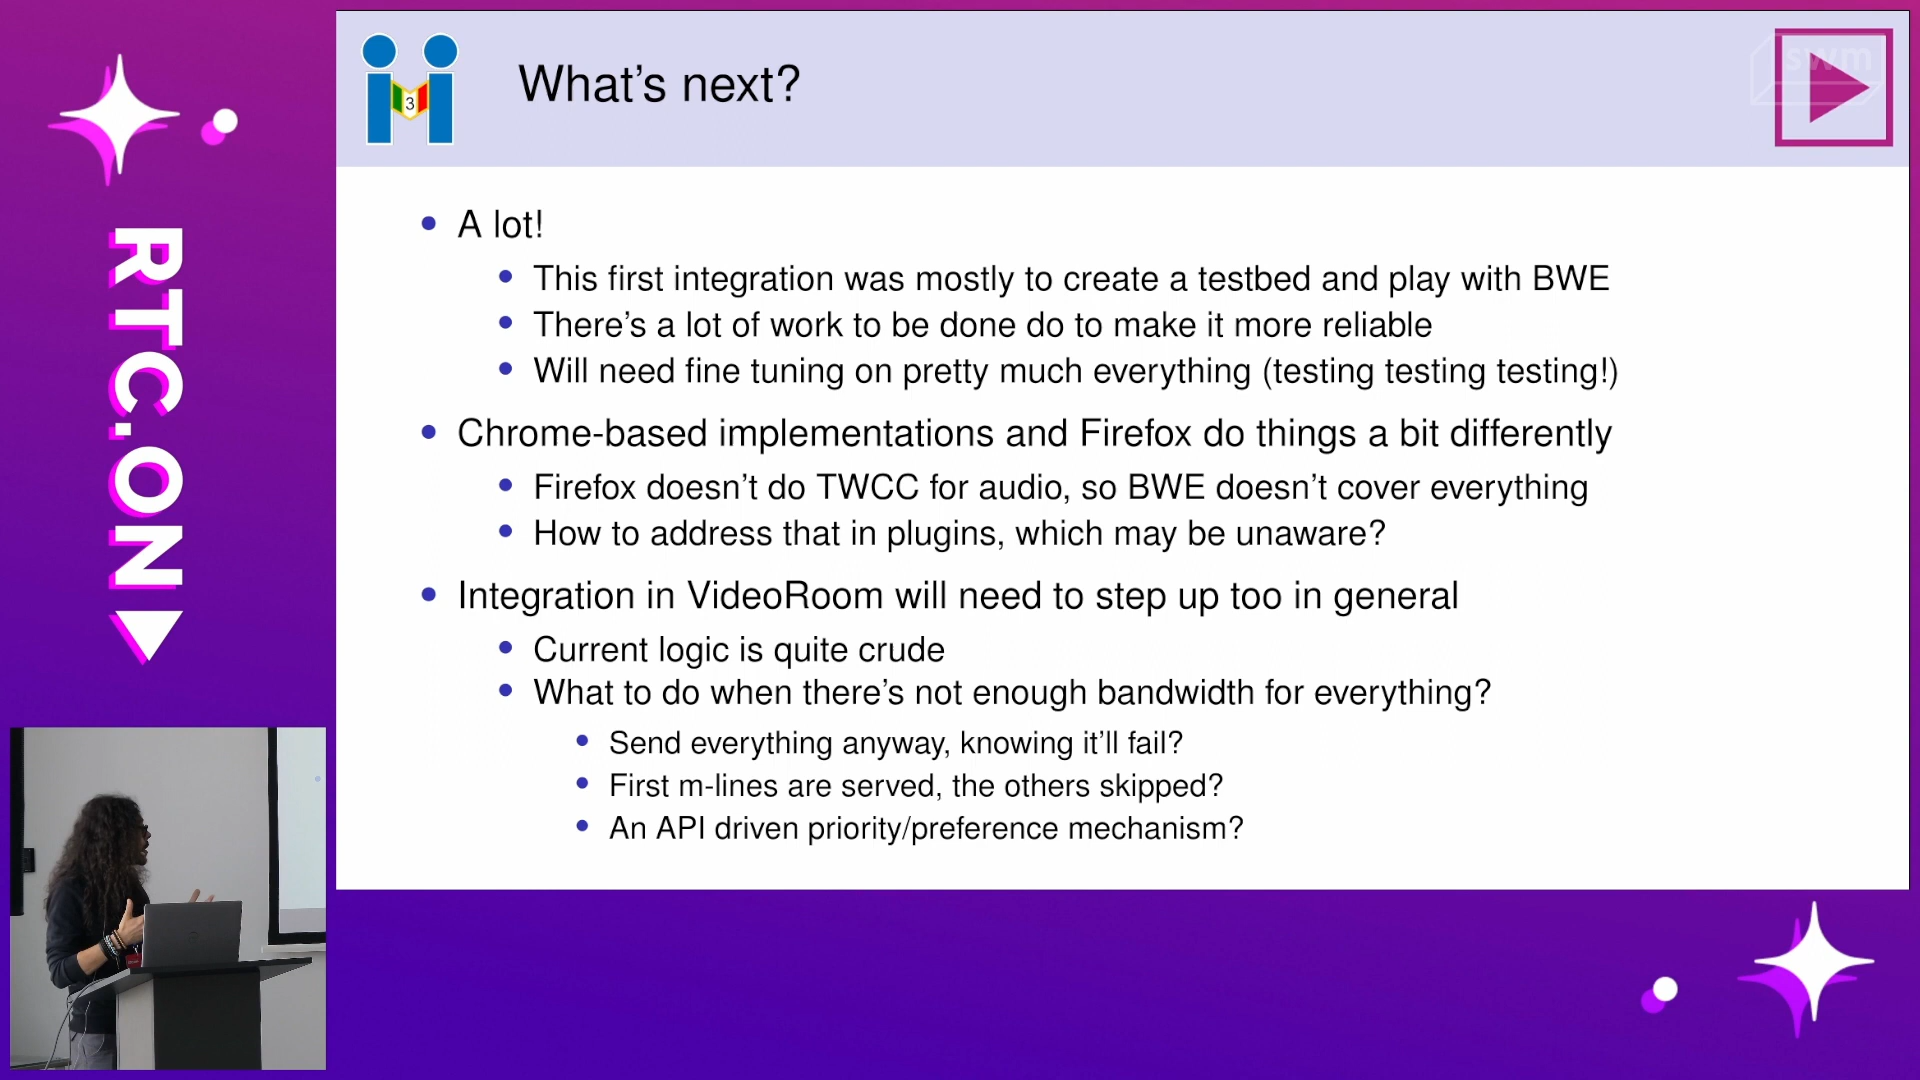 What's next?
3
swm
RTC.ON
A lot!
This first integration was mostly to create a testbed and play with BWE
There's a lot of work to be done do to make it more reliable
Will need fine tuning on pretty much everything (testing testing testing!)
Chrome-based implementations and Firefox do things a bit differently
Firefox doesn't do TWCC for audio, so BWE doesn't cover everything
How to address that in plugins, which may be unaware?
Integration in VideoRoom will need to step up too in general
Current logic is quite crude
What to do when there's not enough bandwidth for everything?
Send everything anyway, knowing it'll fail?
First m-lines are served, the others skipped?
An API driven priority/preference mechanism?